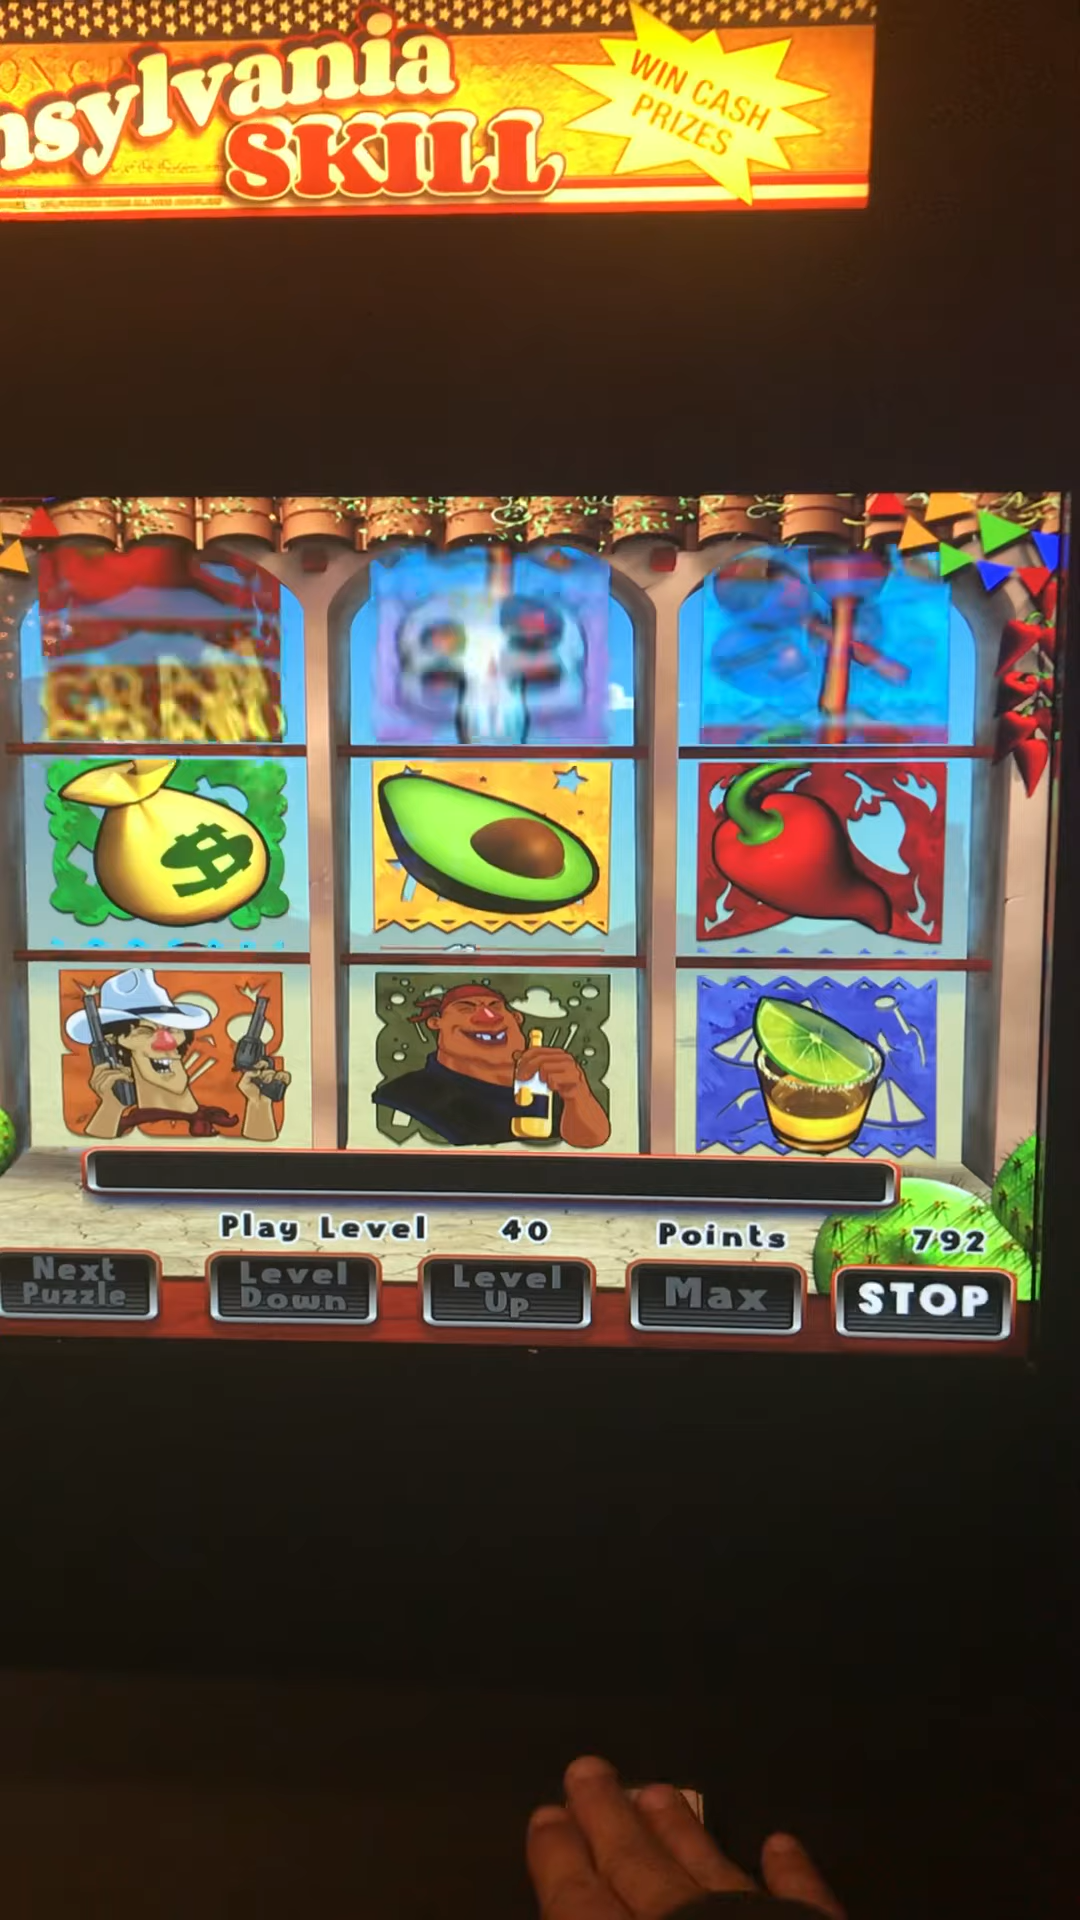 nsylvania
SKILL
WIN CASH
PRIZES
$
Play Level 40 Points 792
Next
Puzzle
Level
Down
Level
Up
Max
STOP